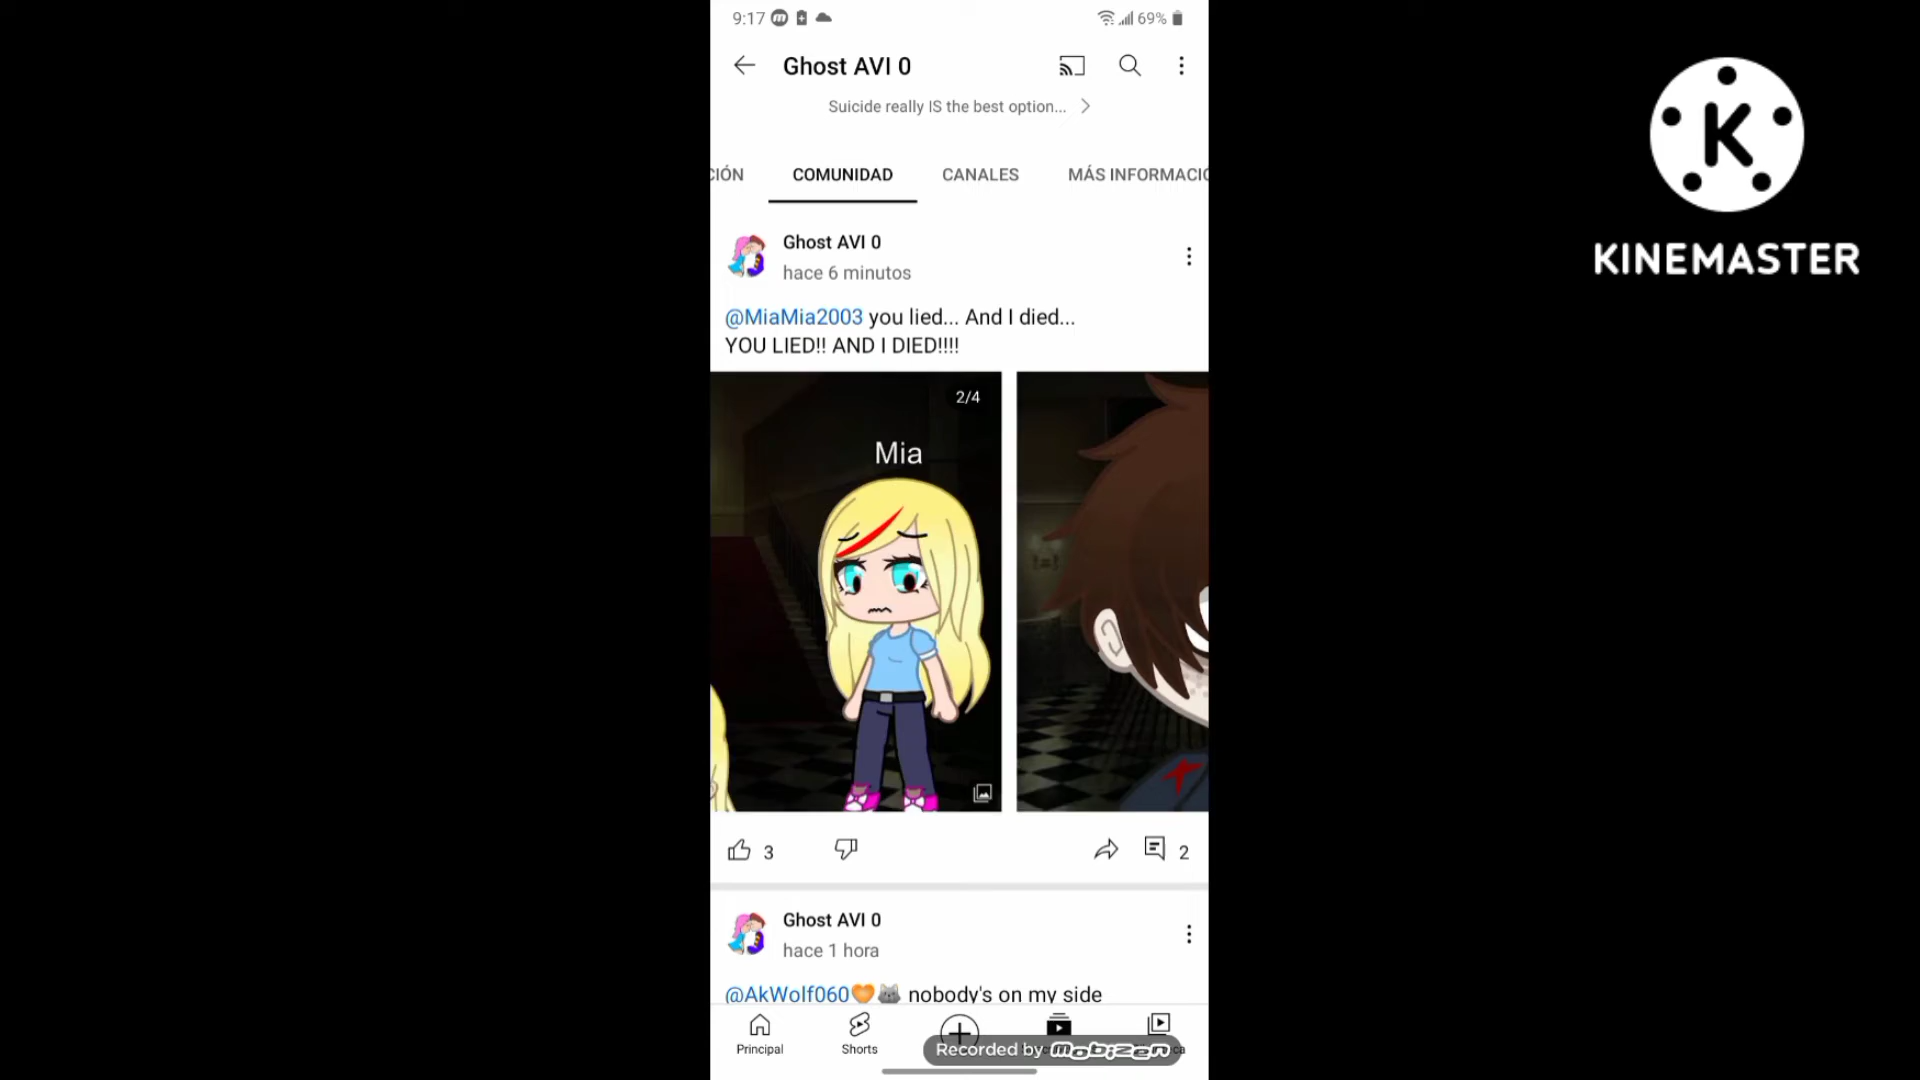 9:17 69%
Ghost AVI 0
Suicide really IS the best option...
CIÓN COMUNIDAD CANALES MÁS INFORMACIÓ
Ghost AVI 0
hace 6 minutos
@MiaMia2003 you lied... And I died...
YOU LIED!! AND I DIED!!!!
2/4
Mia
3 2
Ghost AVI 0
hace 1 hora
@AkWolf060🧡🐺 nobody's on my side
Principal Shorts
Recorded by mobizen
K
KINEMASTER